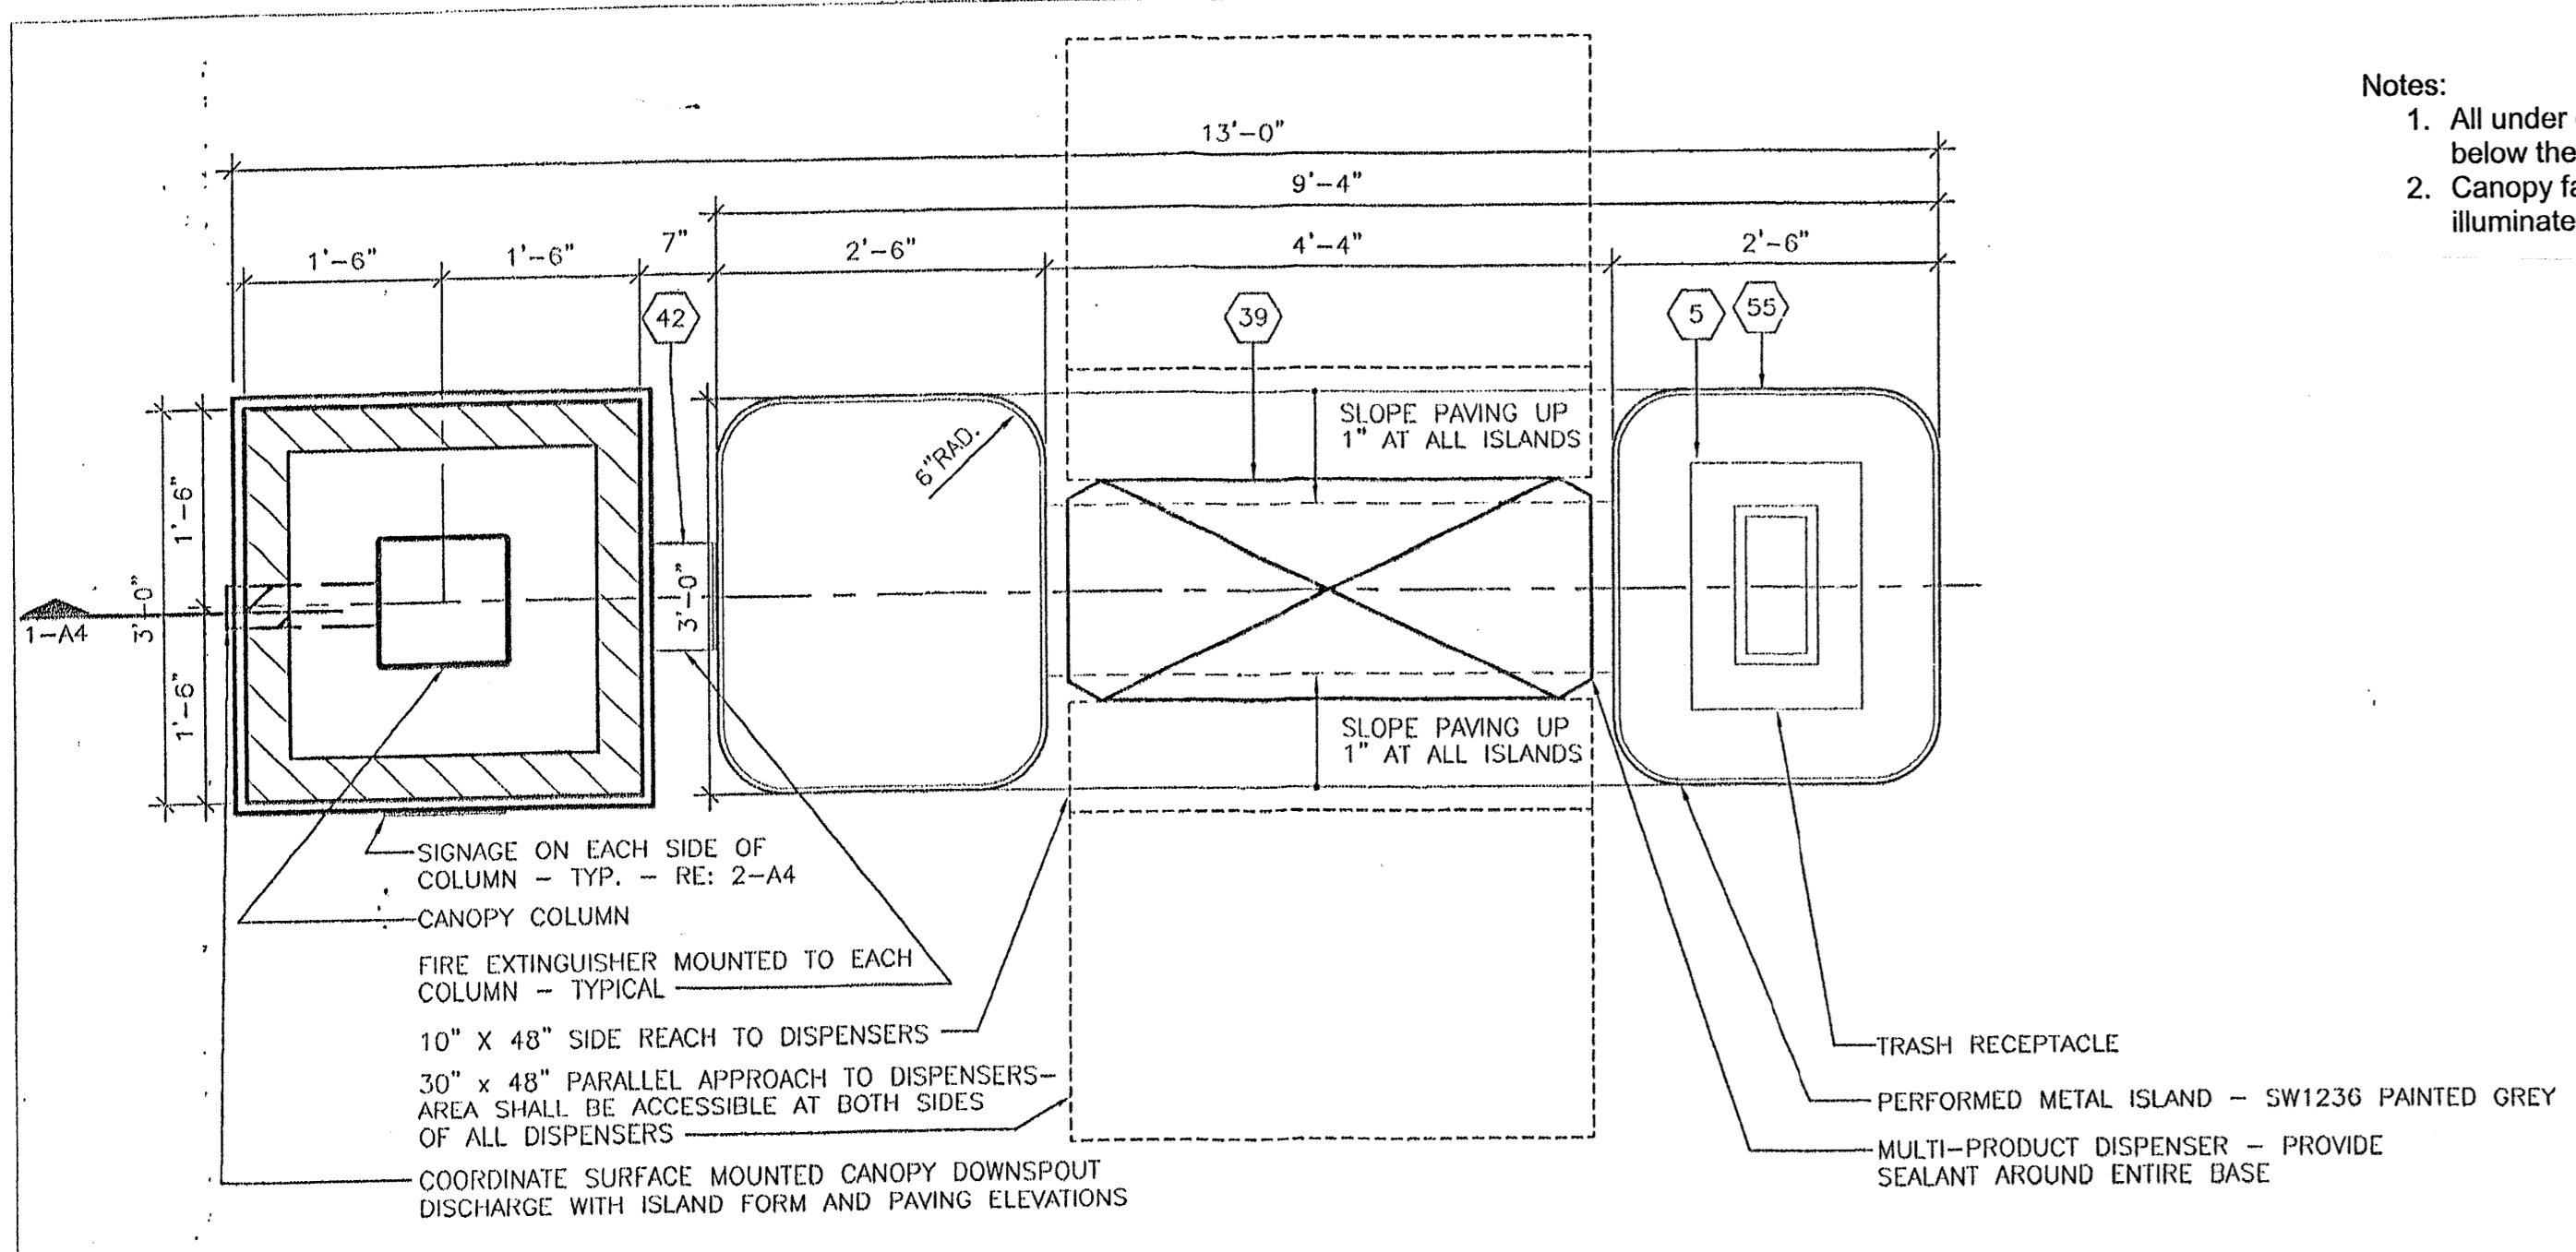 Notes:
1. All under
below the
2. Canopy
illuminate
13'-0"
9'-4"
1'-6"
1'-6"
7"
2'-6"
4'-4"
2'-6"
42
39
5
55
SLOPE PAVING UP
1" AT ALL ISLANDS
6"RAD.
1'-6"
3'-0"
1'-6"
3'-0"
1-A4
SLOPE PAVING UP
1" AT ALL ISLANDS
SIGNAGE ON EACH SIDE OF
COLUMN - TYP. - RE: 2-A4
CANOPY COLUMN
FIRE EXTINGUISHER MOUNTED TO EACH
COLUMN - TYPICAL
10" X 48" SIDE REACH TO DISPENSERS
30" x 48" PARALLEL APPROACH TO DISPENSERS-
AREA SHALL BE ACCESSIBLE AT BOTH SIDES
OF ALL DISPENSERS
COORDINATE SURFACE MOUNTED CANOPY DOWNSPOUT
DISCHARGE WITH ISLAND FORM AND PAVING ELEVATIONS
TRASH RECEPTACLE
PERFORMED METAL ISLAND - SW1236 PAINTED GREY
MULTI-PRODUCT DISPENSER - PROVIDE
SEALANT AROUND ENTIRE BASE